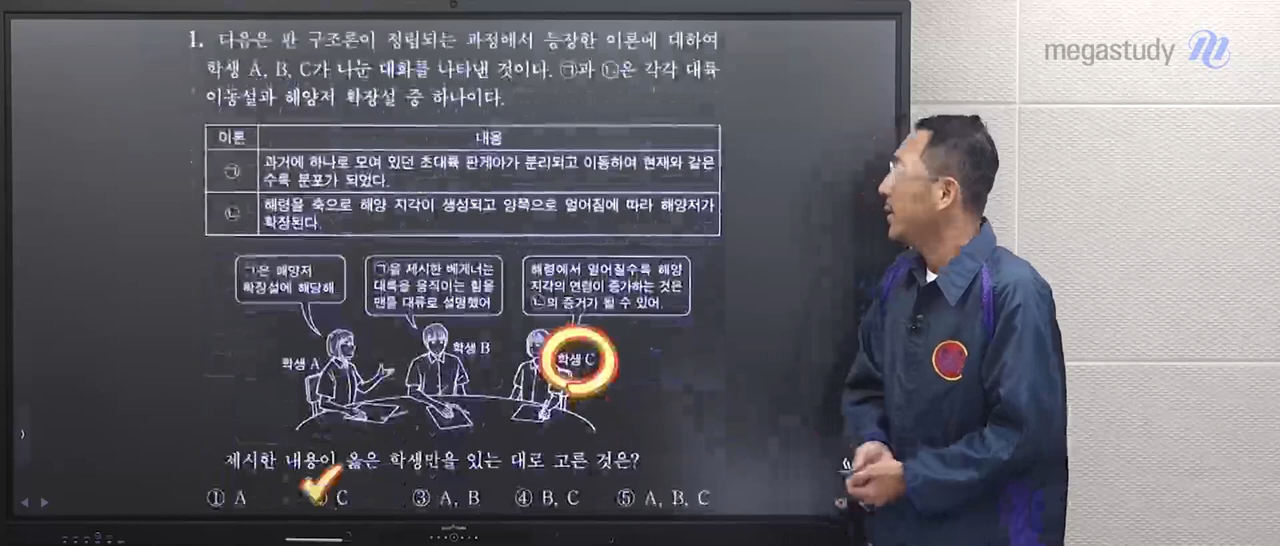 megastudy
1. 다음은 판 구조론이 정립되는 과정에서 등장한 이론에 대하여
학생 A, B, C가 나눈 대화를 나타낸 것이다. ㉠과 ㉡은 각각 대륙
이동설과 해양저 확장설 중 하나이다.
이론 내용
㉠ 과거에 하나로 모여 있던 초대륙 판게아가 분리되고 이동하여 현재와 같은
수륙 분포가 되었다.
㉡ 해령을 축으로 해양 지각이 생성되고 양쪽으로 멀어짐에 따라 해양저가
확장된다.
㉠은 해양저
확장설에 해당해
㉠을 제시한 베게너는
대륙을 움직이는 힘을
맨틀 대류로 설명했어
해령에서 멀어질수록 해양
지각의 연령이 증가하는 것은
㉡의 증거가 될 수 있어.
학생 A
학생 B
학생 C
제시한 내용이 옳은 학생만을 있는 대로 고른 것은?
① A ② C ③ A, B ④ B, C ⑤ A, B, C